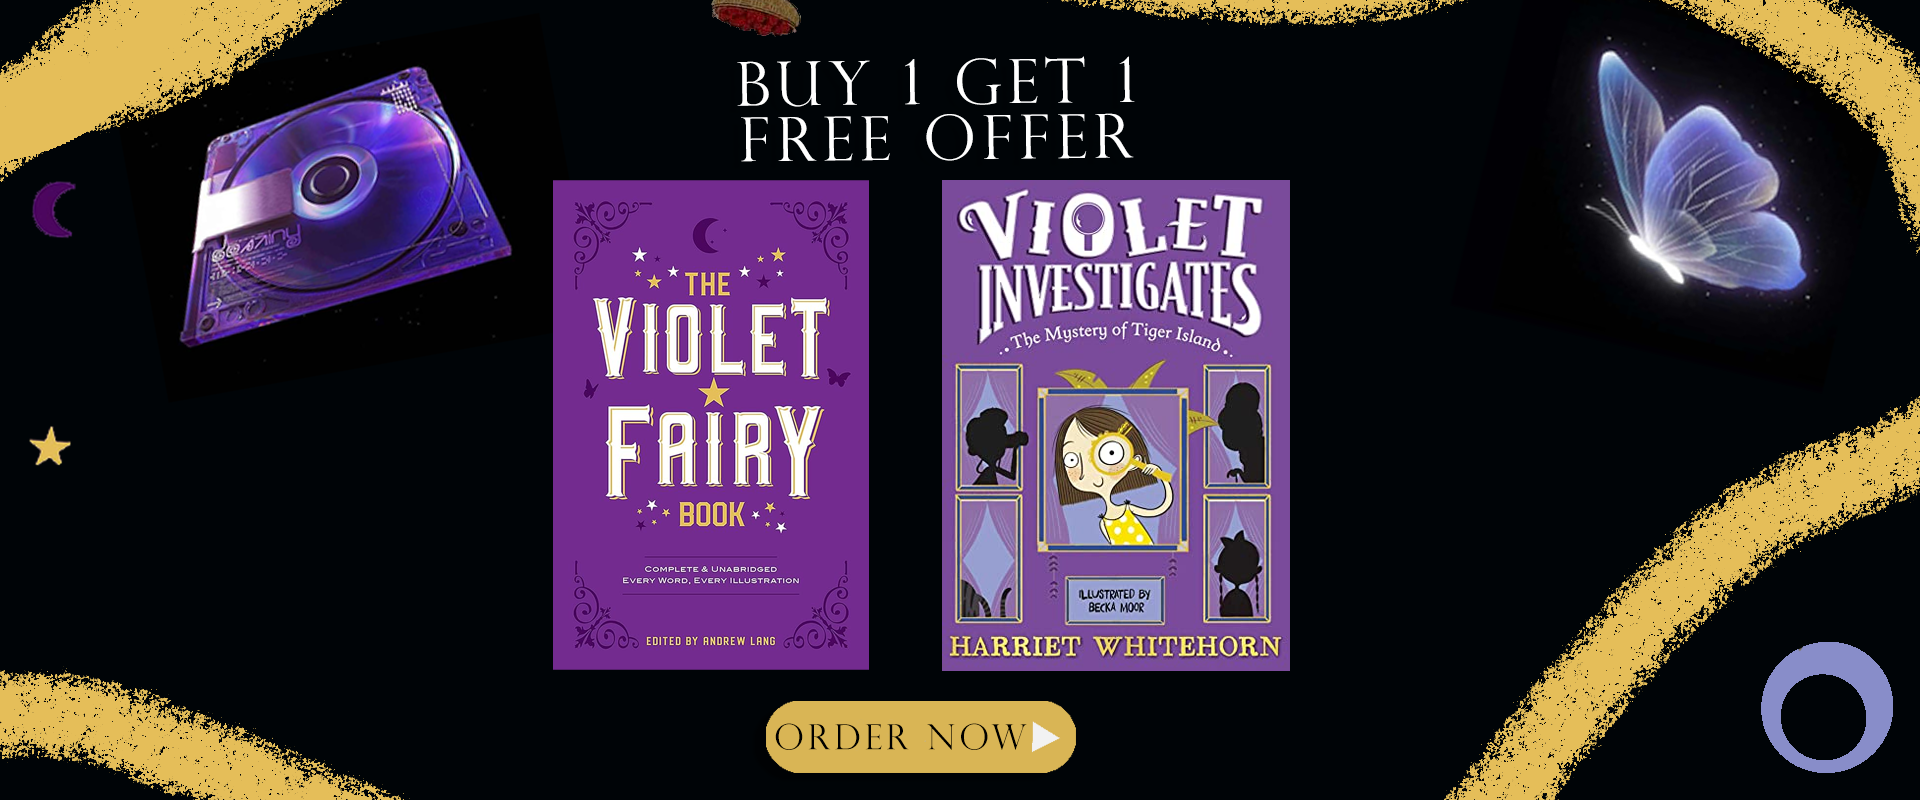 BUY 1 GET 1
FREE OFFER
THE
VIOLET
FAIRY
BOOK
COMPLETE & UNABRIDGED
EVERY WORD, EVERY ILLUSTRATION
EDITED BY ANDREW LANG
VIOLET
INVESTIGATES
The Mystery of Tiger Island
ILLUSTRATED BY
BECKA MOOR
HARRIET WHITEHORN
ORDER NOW